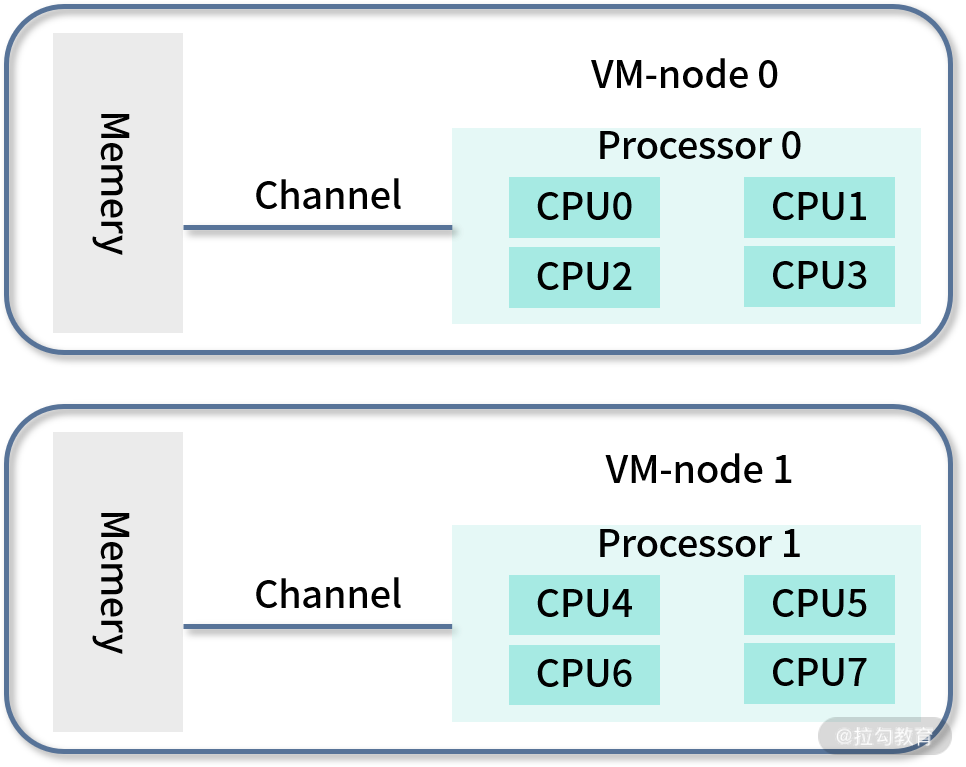 VM-node 0
Memery
Channel
Processor 0
CPU0
CPU1
CPU2
CPU3
VM-node 1
Memery
Channel
Processor 1
CPU4
CPU5
CPU6
CPU7
@拉勾教育